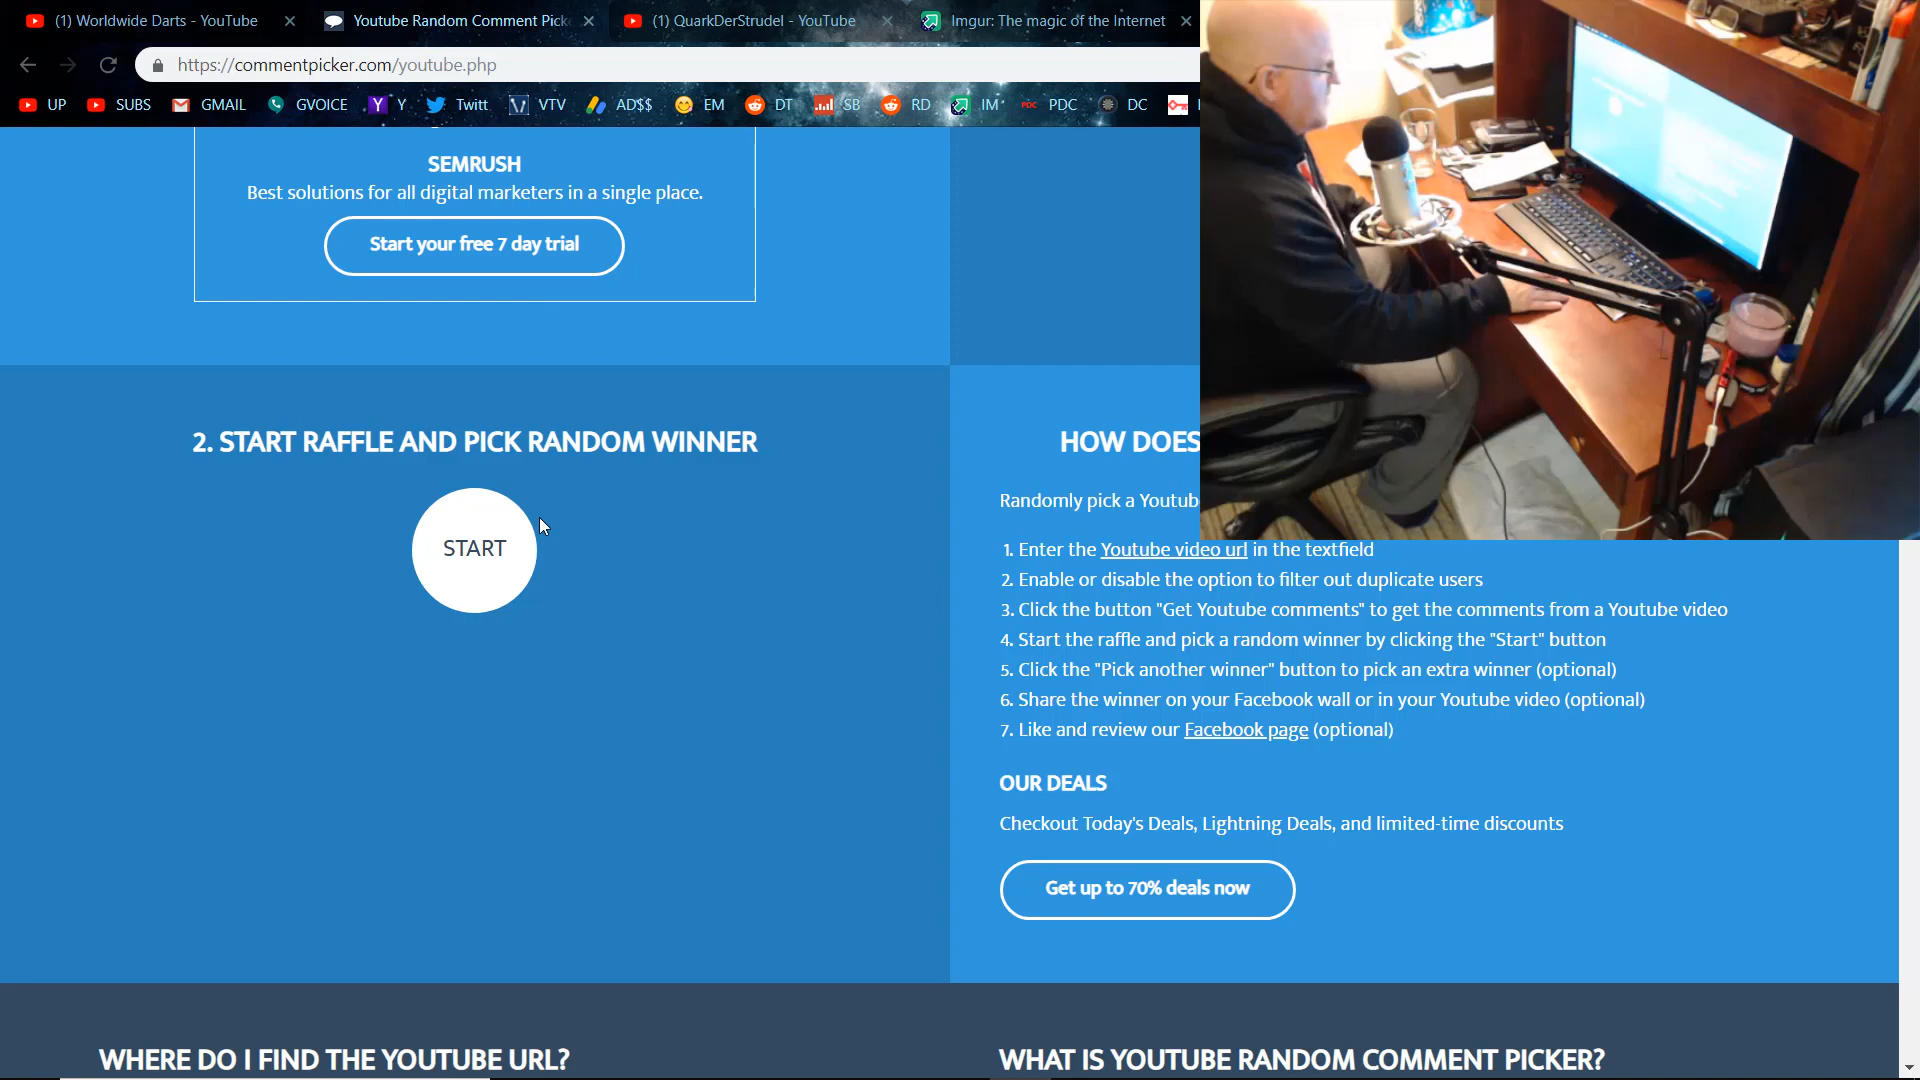 (1) Worldwide Darts - YouTube
Youtube Random Comment Pick
(1) QuarkDerStrudel - YouTube
Imgur: The magic of the Internet
https://commentpicker.com/youtube.php
UP
SUBS
GMAIL
GVOICE
Y
Twitt
VTV
AD$$
EM
DT
SB
RD
IM
PDC
DC
SEMRUSH
Best solutions for all digital marketers in a single place.
Start your free 7 day trial
2. START RAFFLE AND PICK RANDOM WINNER
START
HOW DOES
Randomly pick a Youtub
1. Enter the Youtube video url in the textfield
2. Enable or disable the option to filter out duplicate users
3. Click the button "Get Youtube comments" to get the comments from a Youtube video
4. Start the raffle and pick a random winner by clicking the "Start" button
5. Click the "Pick another winner" button to pick an extra winner (optional)
6. Share the winner on your Facebook wall or in your Youtube video (optional)
7. Like and review our Facebook page (optional)
OUR DEALS
Checkout Today's Deals, Lightning Deals, and limited-time discounts
Get up to 70% deals now
WHERE DO I FIND THE YOUTUBE URL?
WHAT IS YOUTUBE RANDOM COMMENT PICKER?